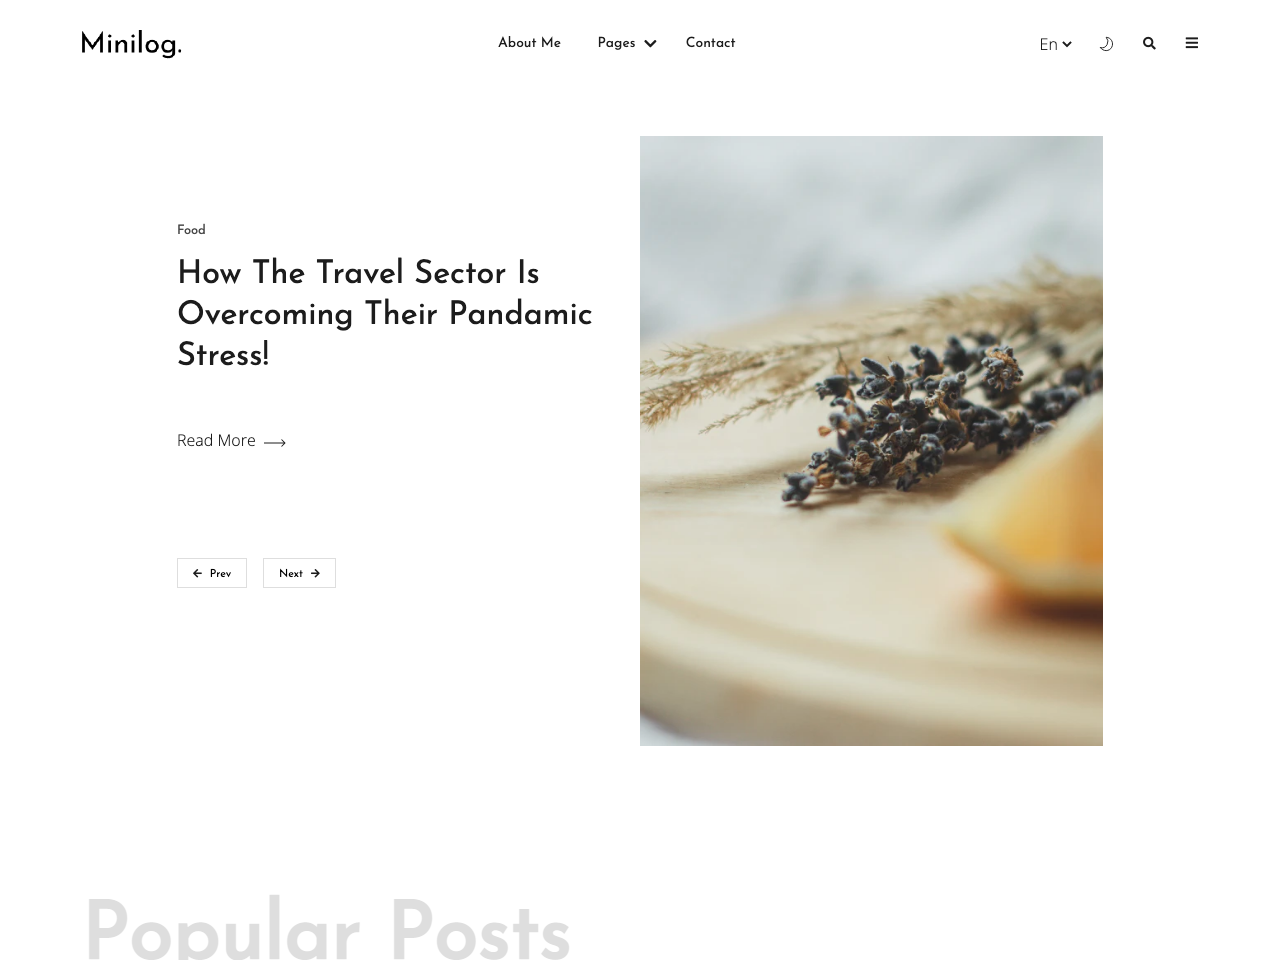 Minilog.
About Me
Pages
Contact
En
Food
How The Travel Sector Is
Overcoming Their Pandamic
Stress!
Read More
Prev
Next
Popular Posts